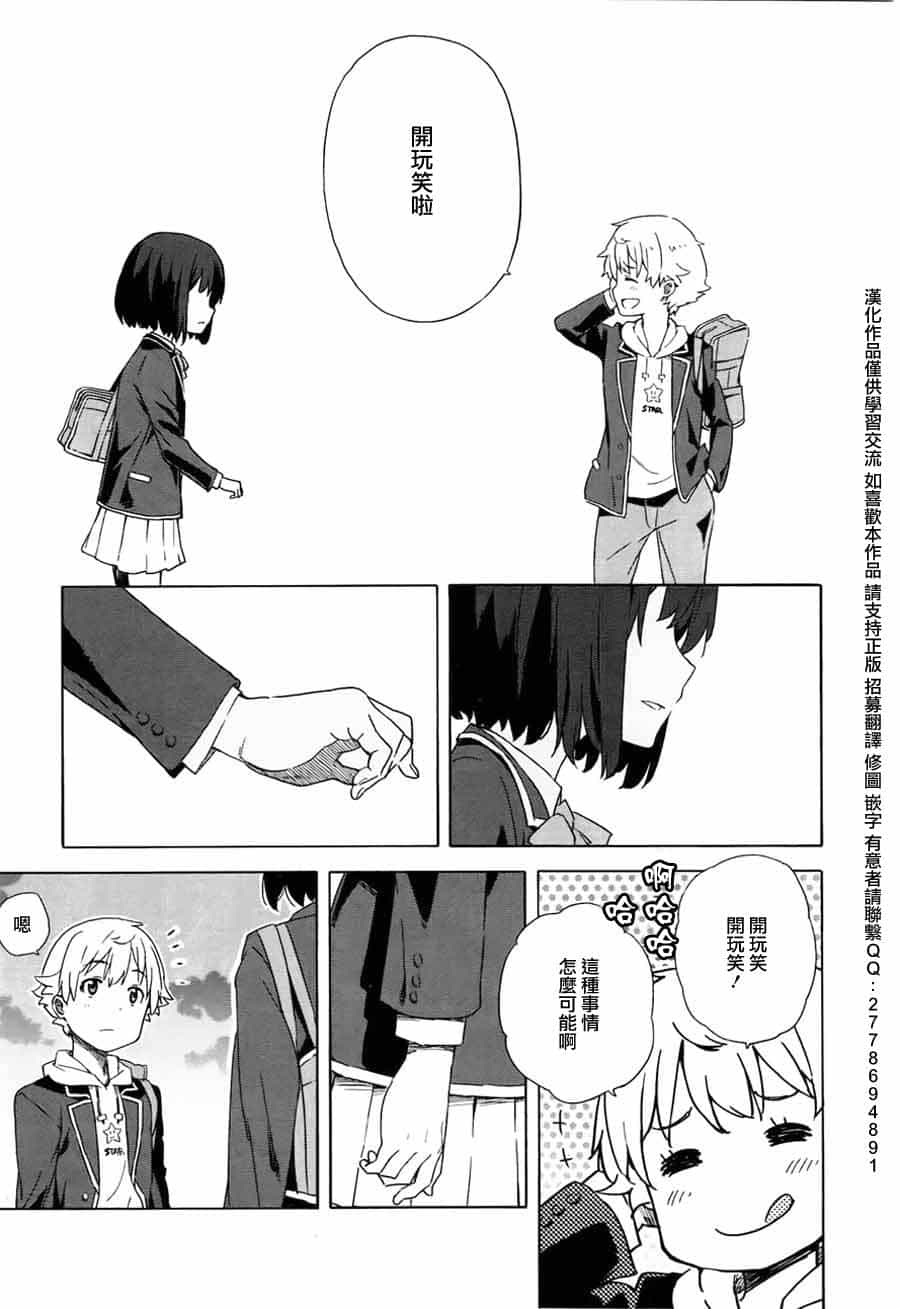 開玩笑啦
STAR
啊哈哈
哈哈
開玩笑
開玩笑！
這種事情
怎麼可能啊
嗯
STAR
漢化作品僅供學習交流 如喜歡本作品 請支持正版 招募翻譯 修圖 嵌字 有意者請聯繫QQ：2778694891